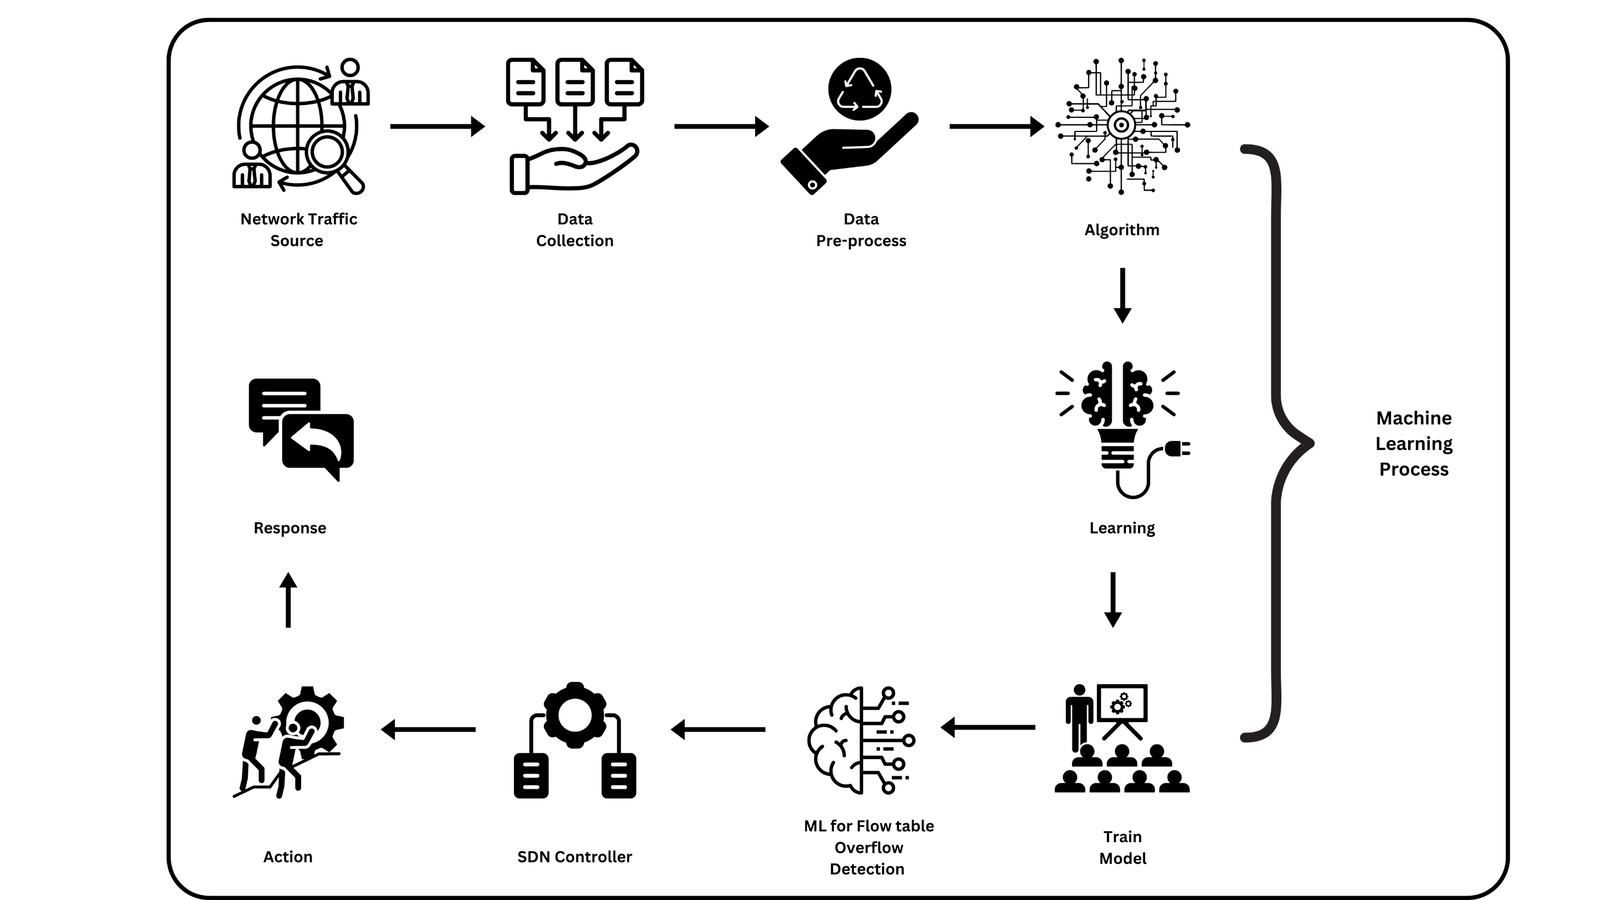 Network Traffic
Source
Data
Collection
Data
Pre-process
Algorithm
Machine
Learning
Process
Response
Learning
Action
SDN Controller
ML for Flow table
Overflow
Detection
Train
Model